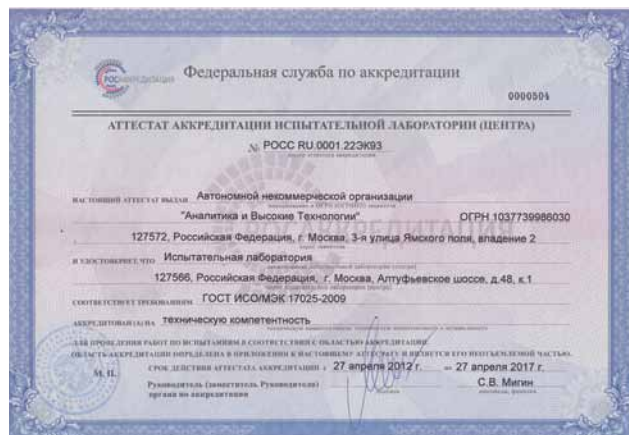 РОСАККРЕДИТАЦИЯ
Федеральная служба по аккредитации
0000504
АТТЕСТАТ АККРЕДИТАЦИИ ИСПЫТАТЕЛЬНОЙ ЛАБОРАТОРИИ (ЦЕНТРА)
№ РОСС RU.0001.22ЭК93
НАСТОЯЩИЙ АТТЕСТАТ ВЫДАН Автономной некоммерческой организации
"Аналитика и Высокие Технологии" ОГРН 1037739986030
127572, Российская Федерация, г. Москва, 3-я улица Ямского поля, владение 2
И УДОСТОВЕРЯЕТ, ЧТО Испытательная лаборатория
127566, Российская Федерация, г. Москва, Алтуфьевское шоссе, д.48, к.1
СООТВЕТСТВУЕТ ТРЕБОВАНИЯМ ГОСТ ИСО/МЭК 17025-2009
АККРЕДИТОВАН(А) НА техническую компетентность
ДЛЯ ПРОВЕДЕНИЯ РАБОТ ПО ИСПЫТАНИЯМ В СООТВЕТСТВИИ С ОБЛАСТЬЮ АККРЕДИТАЦИИ.
ОБЛАСТЬ АККРЕДИТАЦИИ ОПРЕДЕЛЕНА В ПРИЛОЖЕНИИ К НАСТОЯЩЕМУ АТТЕСТАТУ И ЯВЛЯЕТСЯ ЕГО НЕОТЪЕМЛЕМОЙ ЧАСТЬЮ.
СРОК ДЕЙСТВИЯ АТТЕСТАТА АККРЕДИТАЦИИ с 27 апреля 2012 г. по 27 апреля 2017 г.
М. П. Руководитель (заместитель Руководителя)
органа по аккредитации
С.В. Мигин